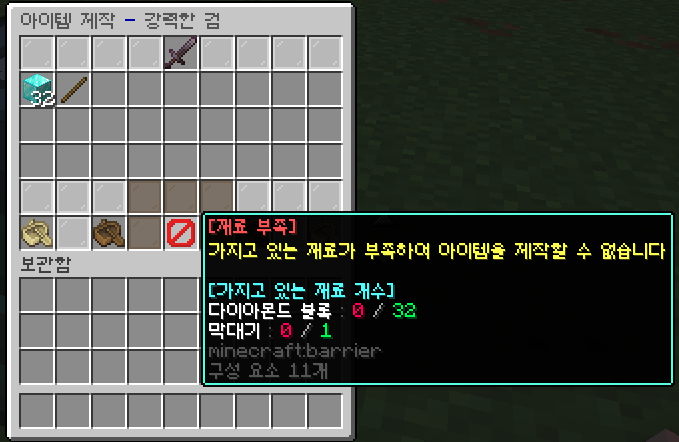 아이템 제작 - 강력한 검
32
[재료 부족]
가지고 있는 재료가 부족하여 아이템을 제작할 수 없습니다
보관함
[가지고 있는 재료 개수]
다이아몬드 블록 : 0 / 32
막대기 : 0 / 1
minecraft:barrier
구성 요소 11개